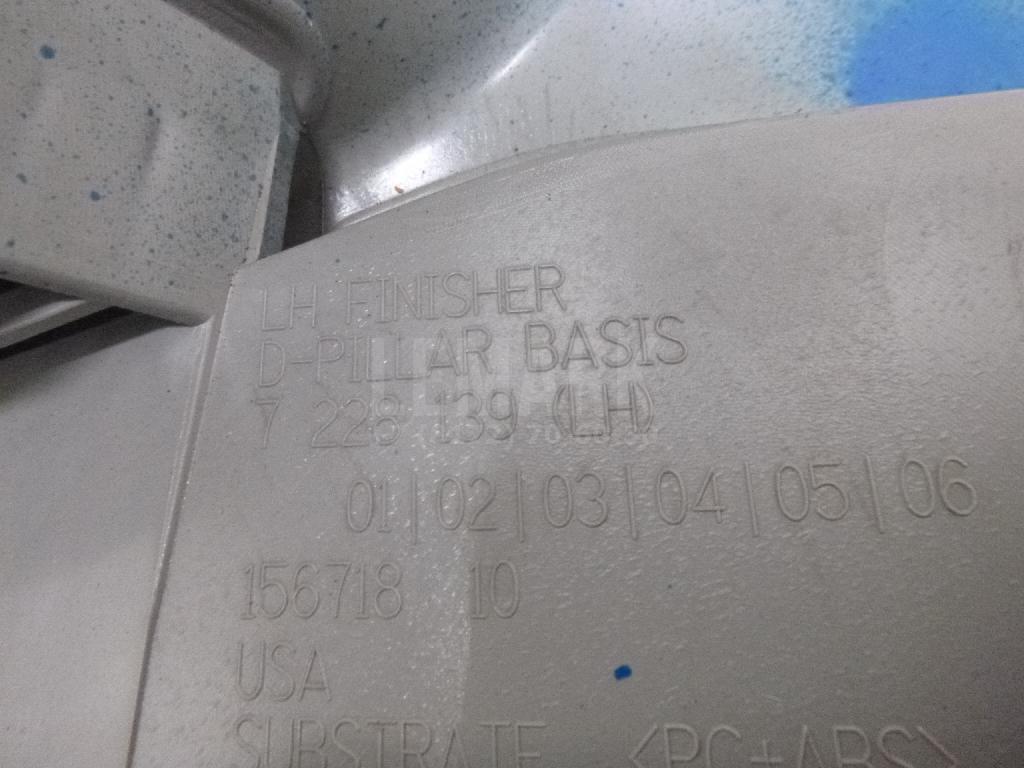 LH FINISHER
D-PILLAR BASIS
7 228 139 (LH)
01|02|03|04|05|06
156718 10
USA
SUBSTRATE <PC+ABS>